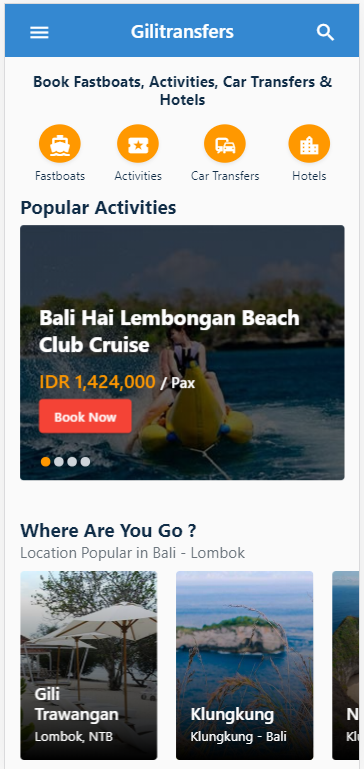 Gilitransfers
Book Fastboats, Activities, Car Transfers &
Hotels
Fastboats
Activities
Car Transfers
Hotels
Popular Activities
Bali Hai Lembongan Beach
Club Cruise
IDR 1,424,000 / Pax
Book Now
Where Are You Go ?
Location Popular in Bali - Lombok
Gili
Trawangan
Lombok, NTB
Klungkung
Klungkung - Bali